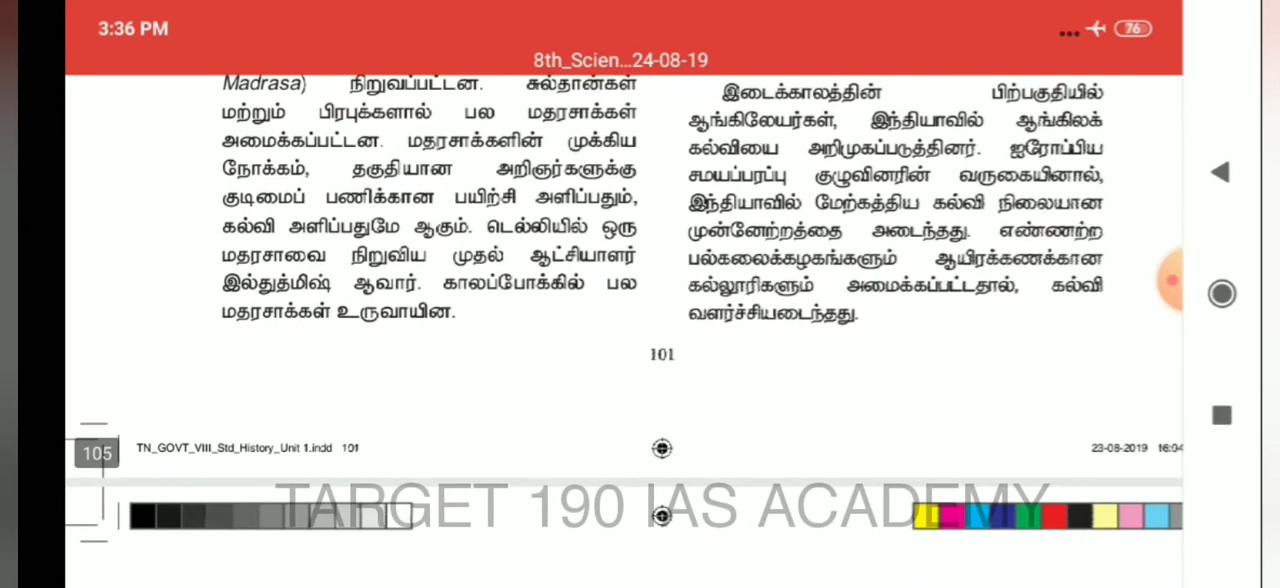 3:36 PM
76
8th_Scien...24-08-19
Madrasa) நிறுவப்பட்டன. சுல்தான்கள்
மற்றும் பிரபுக்களால் பல மதரசாக்கள்
அமைக்கப்பட்டன. மதரசாக்களின் முக்கிய
நோக்கம், தகுதியான அறிஞர்களுக்கு
குடிமைப் பணிக்கான பயிற்சி அளிப்பதும்,
கல்வி அளிப்பதுமே ஆகும். டெல்லியில் ஒரு
மதரசாவை நிறுவிய முதல் ஆட்சியாளர்
இல்துத்மிஷ் ஆவார். காலப்போக்கில் பல
மதரசாக்கள் உருவாயின.
இடைக்காலத்தின் பிற்பகுதியில்
ஆங்கிலேயர்கள், இந்தியாவில் ஆங்கிலக்
கல்வியை அறிமுகப்படுத்தினர். ஐரோப்பிய
சமயப்பரப்பு குழுவினரின் வருகையினால்,
இந்தியாவில் மேற்கத்திய கல்வி நிலையான
முன்னேற்றத்தை அடைந்தது. எண்ணற்ற
பல்கலைக்கழகங்களும் ஆயிரக்கணக்கான
கல்லூரிகளும் அமைக்கப்பட்டதால், கல்வி
வளர்ச்சியடைந்தது.
101
105
TN_GOVT_VIII_Std_History_Unit 1.indd 101
23-08-2019 16:04
TARGET 190 IAS ACADEMY